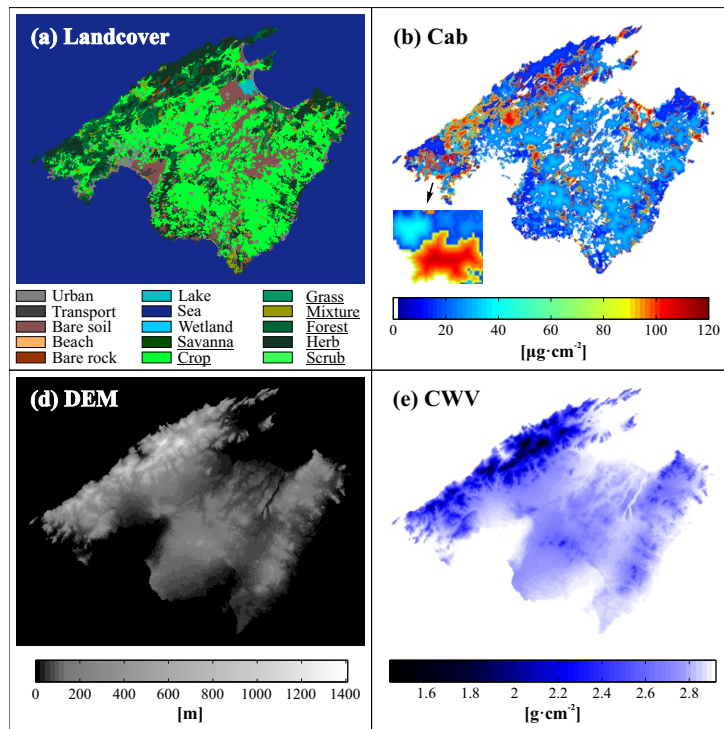 (a) Landcover
Urban
Transport
Bare soil
Beach
Bare rock
Lake
Sea
Wetland
Savanna
Crop
Grass
Mixture
Forest
Herb
Scrub
(b) Cab
0 20 40 60 80 100 120
[µg·cm⁻²]
(d) DEM
0 200 400 600 800 1000 1200 1400
[m]
(e) CWV
1.6 1.8 2 2.2 2.4 2.6 2.8
[g·cm⁻²]